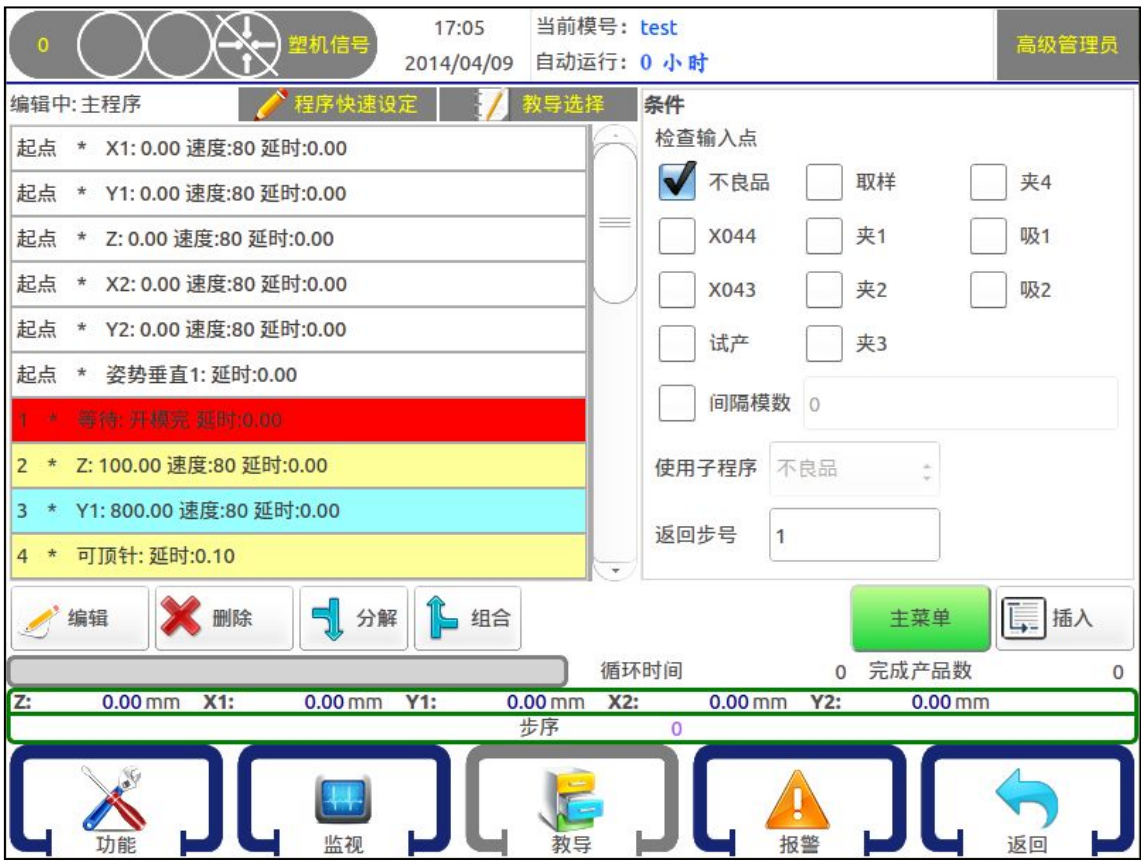 0 塑机信号 17:05 当前模号: test 高级管理员
2014/04/09 自动运行: 0 小时
编辑中: 主程序 程序快速设定 教导选择 条件
检查输入点
起点 * X1: 0.00 速度:80 延时:0.00
起点 * Y1: 0.00 速度:80 延时:0.00
起点 * Z: 0.00 速度:80 延时:0.00
起点 * X2: 0.00 速度:80 延时:0.00
起点 * Y2: 0.00 速度:80 延时:0.00
起点 * 姿势垂直1: 延时:0.00
1 * 等待: 开模完 延时:0.00
2 * Z: 100.00 速度:80 延时:0.00
3 * Y1: 800.00 速度:80 延时:0.00
4 * 可顶针: 延时:0.10
不良品 取样 夹4
X044 夹1 吸1
X043 夹2 吸2
试产 夹3
间隔模数 0
使用子程序 不良品
返回步号 1
编辑 删除 分解 组合 主菜单 插入
循环时间 0 完成产品数 0
Z: 0.00 mm X1: 0.00 mm Y1: 0.00 mm X2: 0.00 mm Y2: 0.00 mm
步序 0
功能 监视 教导 报警 返回